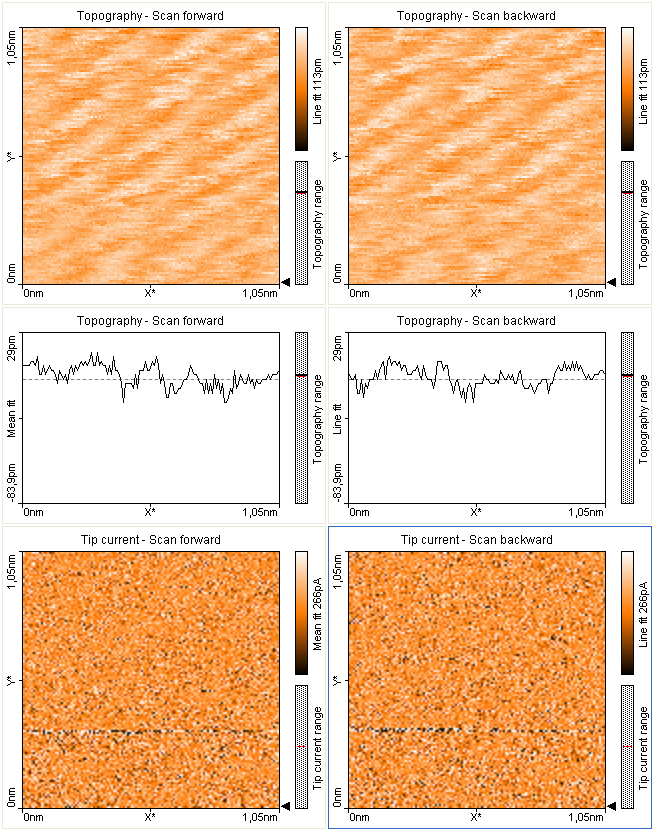 Topography - Scan forward
1,05nm
Y*
0nm
0nm
X*
1,05nm
Line fit 113pm
Topography range
Topography - Scan backward
1,05nm
Y*
0nm
0nm
X*
1,05nm
Line fit 113pm
Topography range
Topography - Scan forward
29pm
Mean fit
-83,9pm
0nm
X*
1,05nm
Topography range
Topography - Scan backward
29pm
Line fit
-83,9pm
0nm
X*
1,05nm
Topography range
Tip current - Scan forward
1,05nm
Y*
0nm
0nm
X*
1,05nm
Mean fit 266pA
Tip current range
Tip current - Scan backward
1,05nm
Y*
0nm
0nm
X*
1,05nm
Line fit 266pA
Tip current range